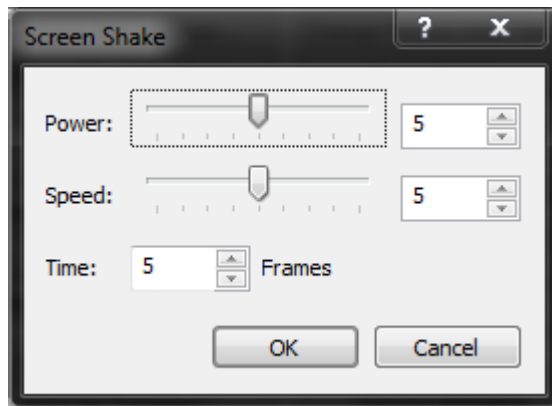 Screen Shake ? x
Power: 5
Speed: 5
Time: 5 Frames
OK Cancel